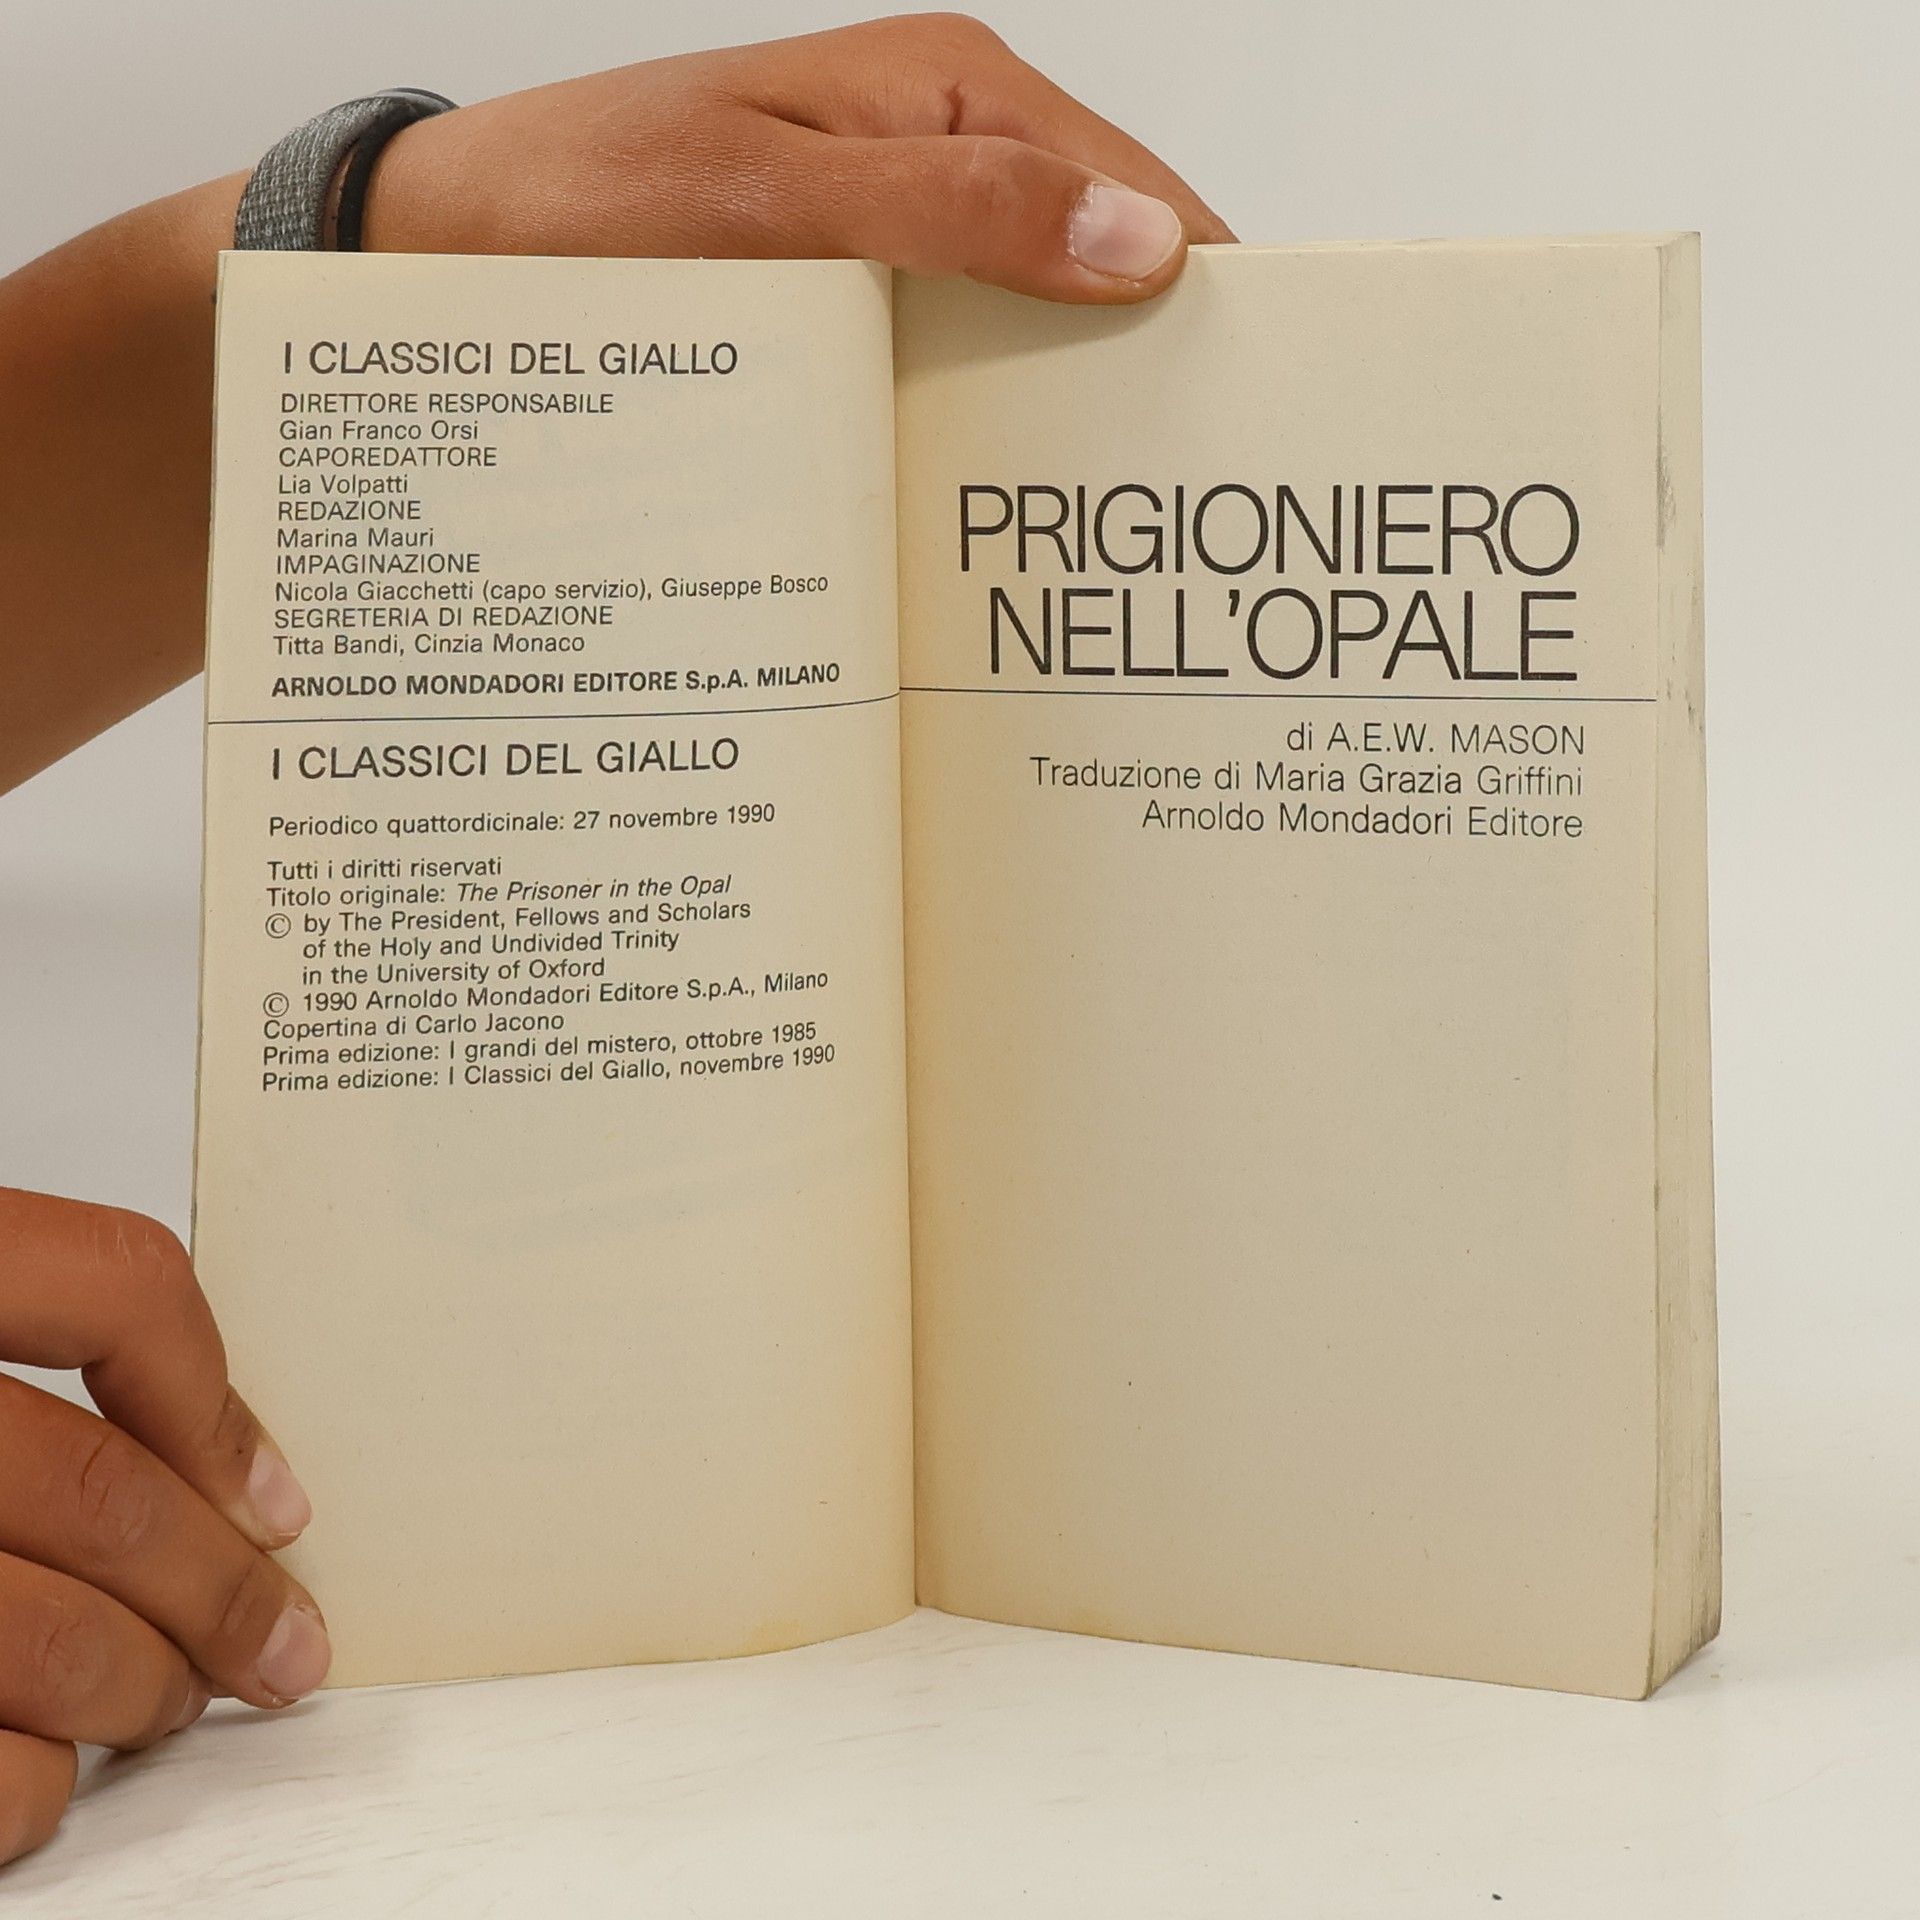 I CLASSICI DEL GIALLO
DIRETTORE RESPONSABILE
Gian Franco Orsi
CAPOREDATTORE
Lia Volpatti
REDAZIONE
Marina Mauri
IMPAGINAZIONE
Nicola Giacchetti (capo servizio), Giuseppe Bosco
SEGRETERIA DI REDAZIONE
Titta Bandi, Cinzia Monaco
ARNOLDO MONDADORI EDITORE S.p.A. MILANO
I CLASSICI DEL GIALLO
Periodico quattordicinale: 27 novembre 1990
Tutti i diritti riservati
Titolo originale: The Prisoner in the Opal
© by The President, Fellows and Scholars
of the Holy and Undivided Trinity
in the University of Oxford
© 1990 Arnoldo Mondadori Editore S.p.A., Milano
Copertina di Carlo Jacono
Prima edizione: I grandi del mistero, ottobre 1985
Prima edizione: I Classici del Giallo, novembre 1990
PRIGIONIERO
NELL'OPALE
di A.E.W. MASON
Traduzione di Maria Grazia Griffini
Arnoldo Mondadori Editore